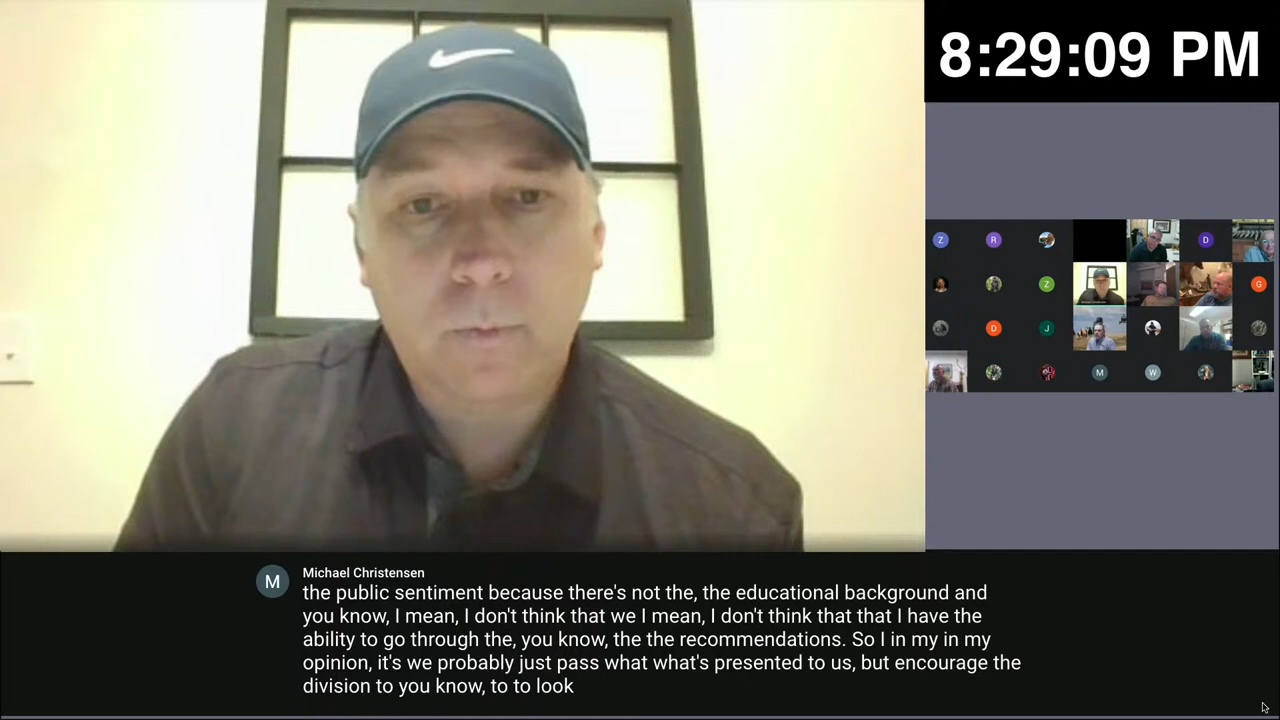 8:29:09 PM
Z
R
D
Z
G
D
J
M
W
M
Michael Christensen
the public sentiment because there's not the, the educational background and
you know, I mean, I don't think that we I mean, I don't think that that I have the
ability to go through the, you know, the the recommendations. So I in my in my
opinion, it's we probably just pass what what's presented to us, but encourage the
division to you know, to to look